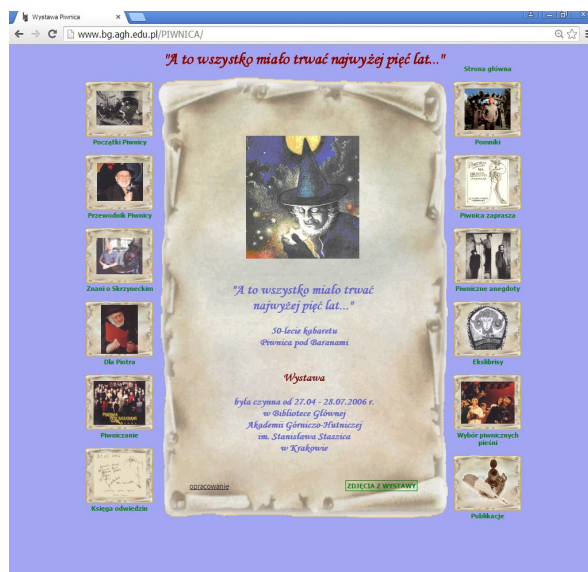 Wystawa Piwnica
www.bg.agh.edu.pl/PIWNICA/
"A to wszystko miało trwać najwyżej pięć lat..."
Strona główna
Początki Piwnicy
Przewodnik Piwnicy
Znani o Skrzyneckim
Dla Piotra
Piwniczanie
Księga odwiedzin
"A to wszystko miało trwać
najwyżej pięć lat..."
50-lecie kabaretu
Piwnica pod Baranami
Wystawa
była czynna od 27.04 - 28.07.2006 r.
w Bibliotece Głównej
Akademii Górniczo-Hutniczej
im. Stanisława Staszica
w Krakowie
opracowanie
ZDJĘCIA Z WYSTAWY
Pomniki
Piwnica zaprasza
Piwniczne anegdoty
Ekslibrisy
Wybór piwnicznych
pieśni
Publikacje